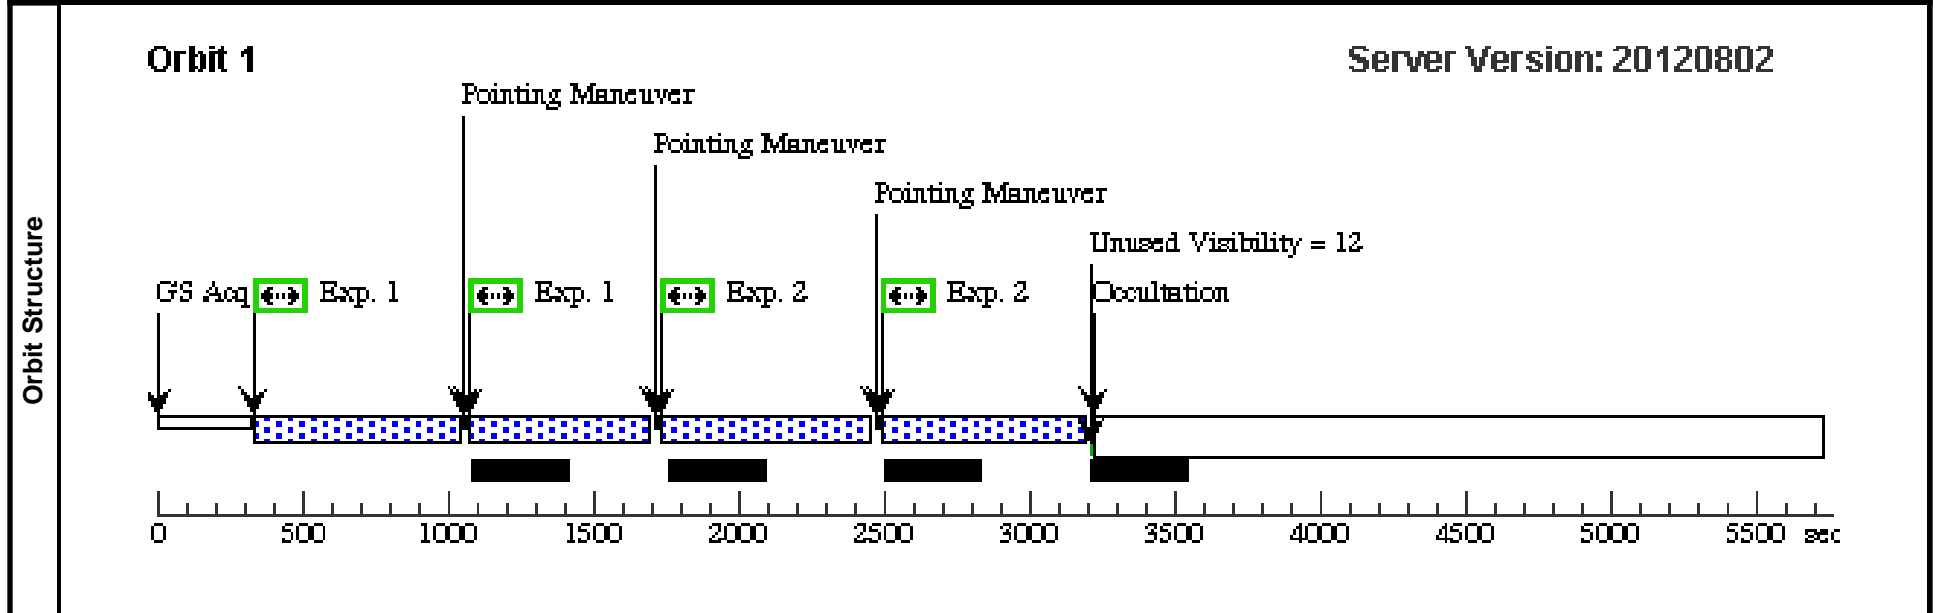 Orbit Structure
Orbit 1
Server Version: 20120802
Pointing Maneuver
Pointing Maneuver
Pointing Maneuver
Unused Visibility = 12
GS Acq Exp. 1 Exp. 1 Exp. 2 Exp. 2 Occultation
0 500 1000 1500 2000 2500 3000 3500 4000 4500 5000 5500 sec